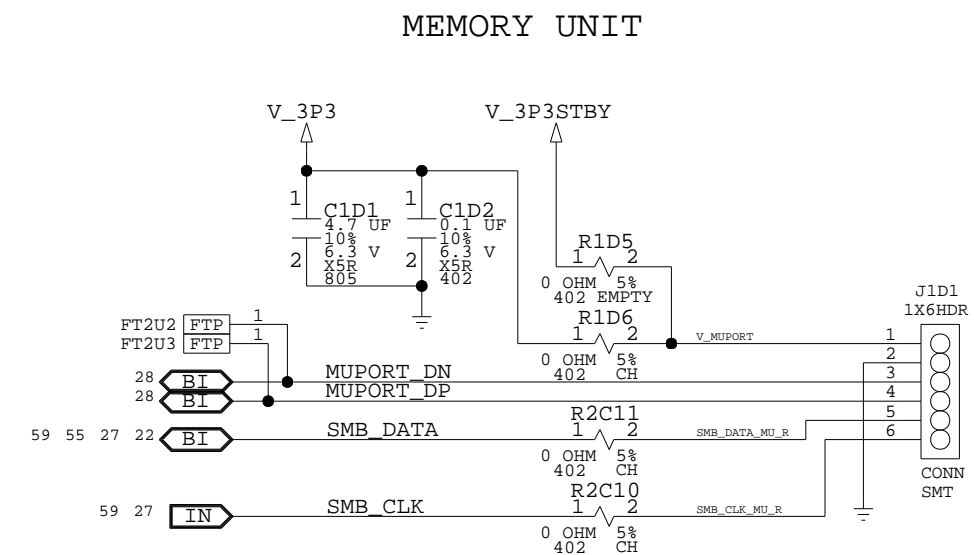 MEMORY UNIT
V_3P3 V_3P3STBY
1 C1D1 1 C1D2
4.7 UF 0.1 UF
10% 10%
6.3 V 6.3 V
2 X5R 2 X5R
805 402
R1D5
1 2
0 OHM 5%
402 EMPTY
J1D1
1X6HDR
R1D6
FT2U2 FTP 1
1 2 V_MUPORT 1
FT2U3 FTP 1
2
0 OHM 5%
402 CH
28 BI MUPORT_DN 3
28 BI MUPORT_DP 4
R2C11 5
59 55 27 22 BI SMB_DATA 1 2 SMB_DATA_MU_R 6
0 OHM 5%
402 CH
CONN
SMT
R2C10
59 27 IN SMB_CLK 1 2 SMB_CLK_MU_R
0 OHM 5%
402 CH